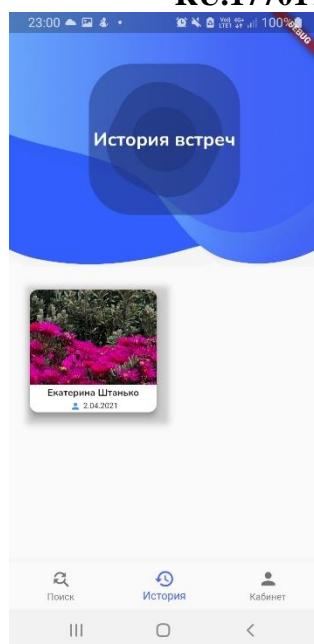 23:00
100%
DEBUG
История встреч
Екатерина Штанько
2.04.2021
Поиск
История
Кабинет